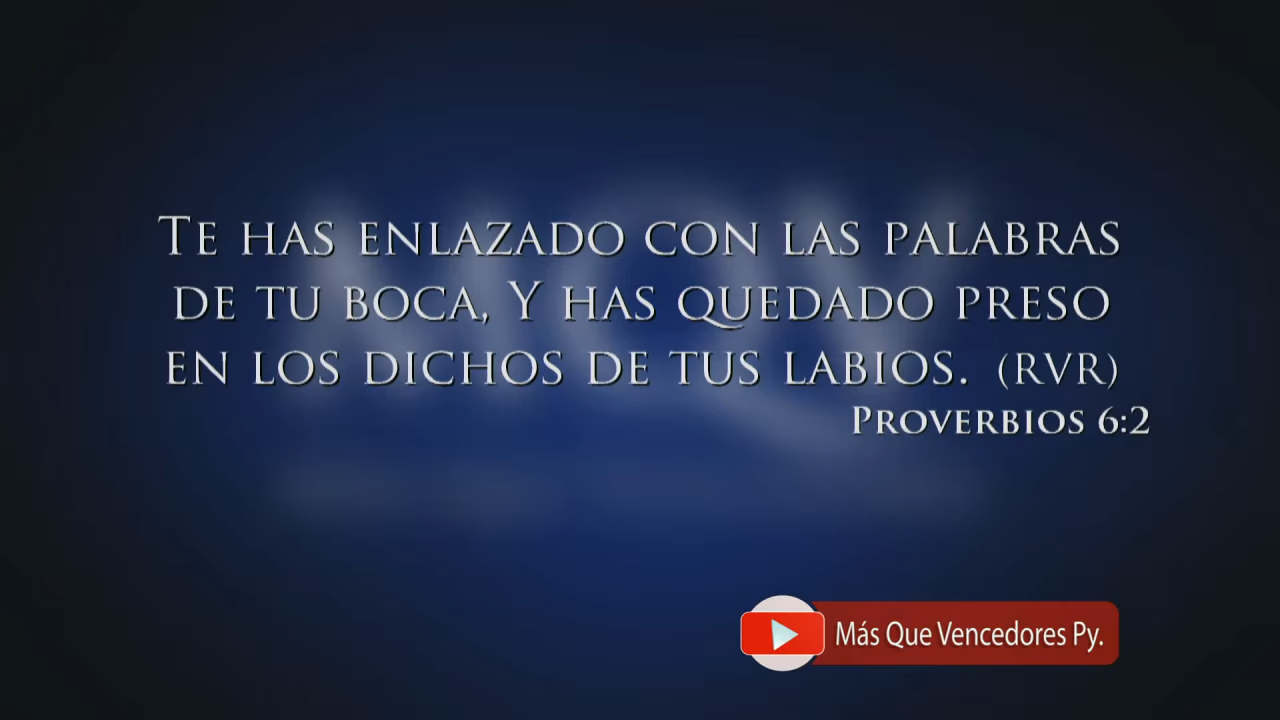 Te has enlazado con las palabras
de tu boca, Y has quedado preso
en los dichos de tus labios. (RVR)
Proverbios 6:2
Más Que Vencedores Py.